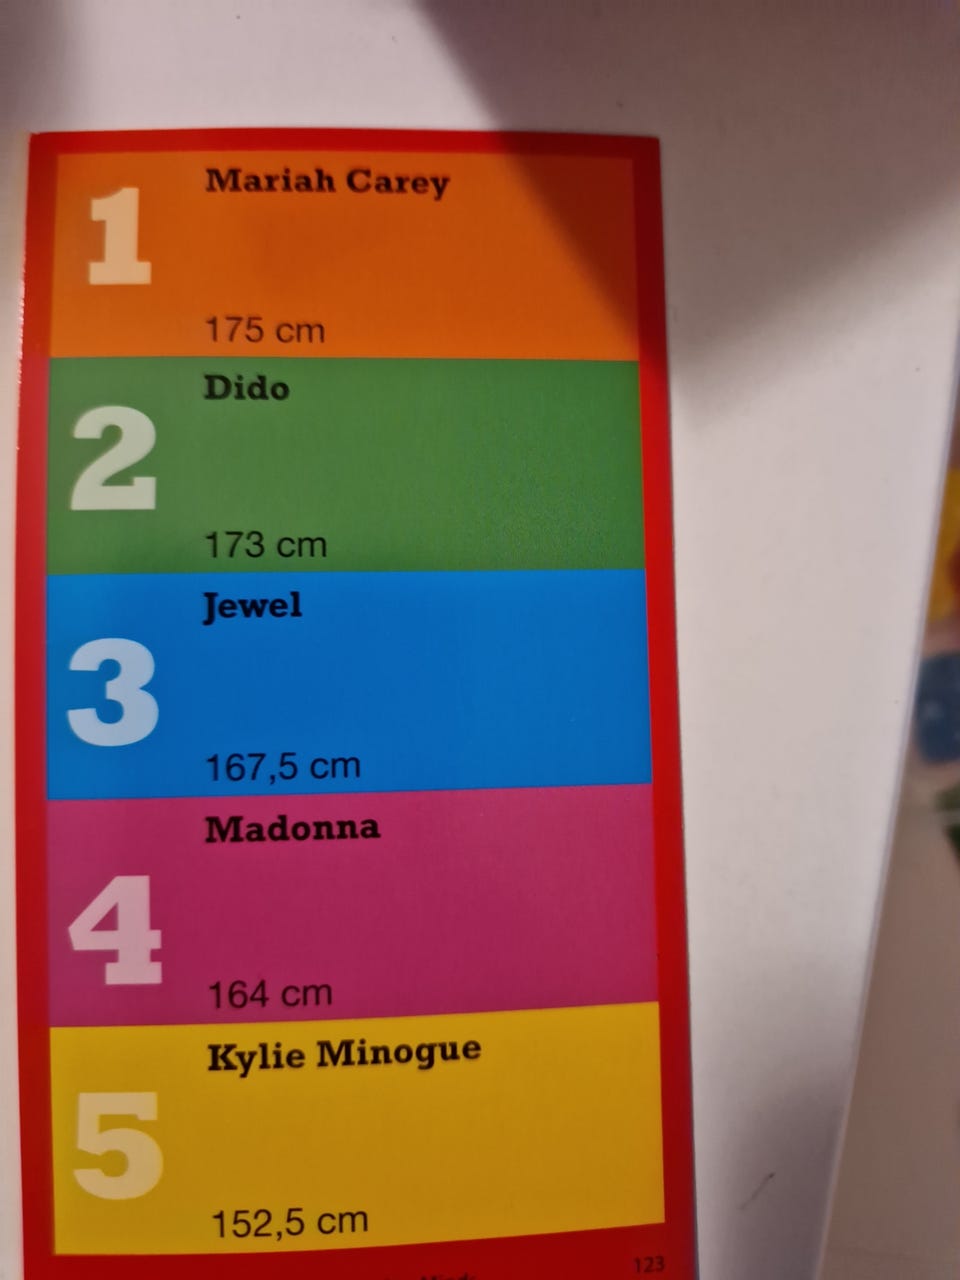 1
Mariah Carey
175 cm
2
Dido
173 cm
3
Jewel
167,5 cm
4
Madonna
164 cm
5
Kylie Minogue
152,5 cm
123